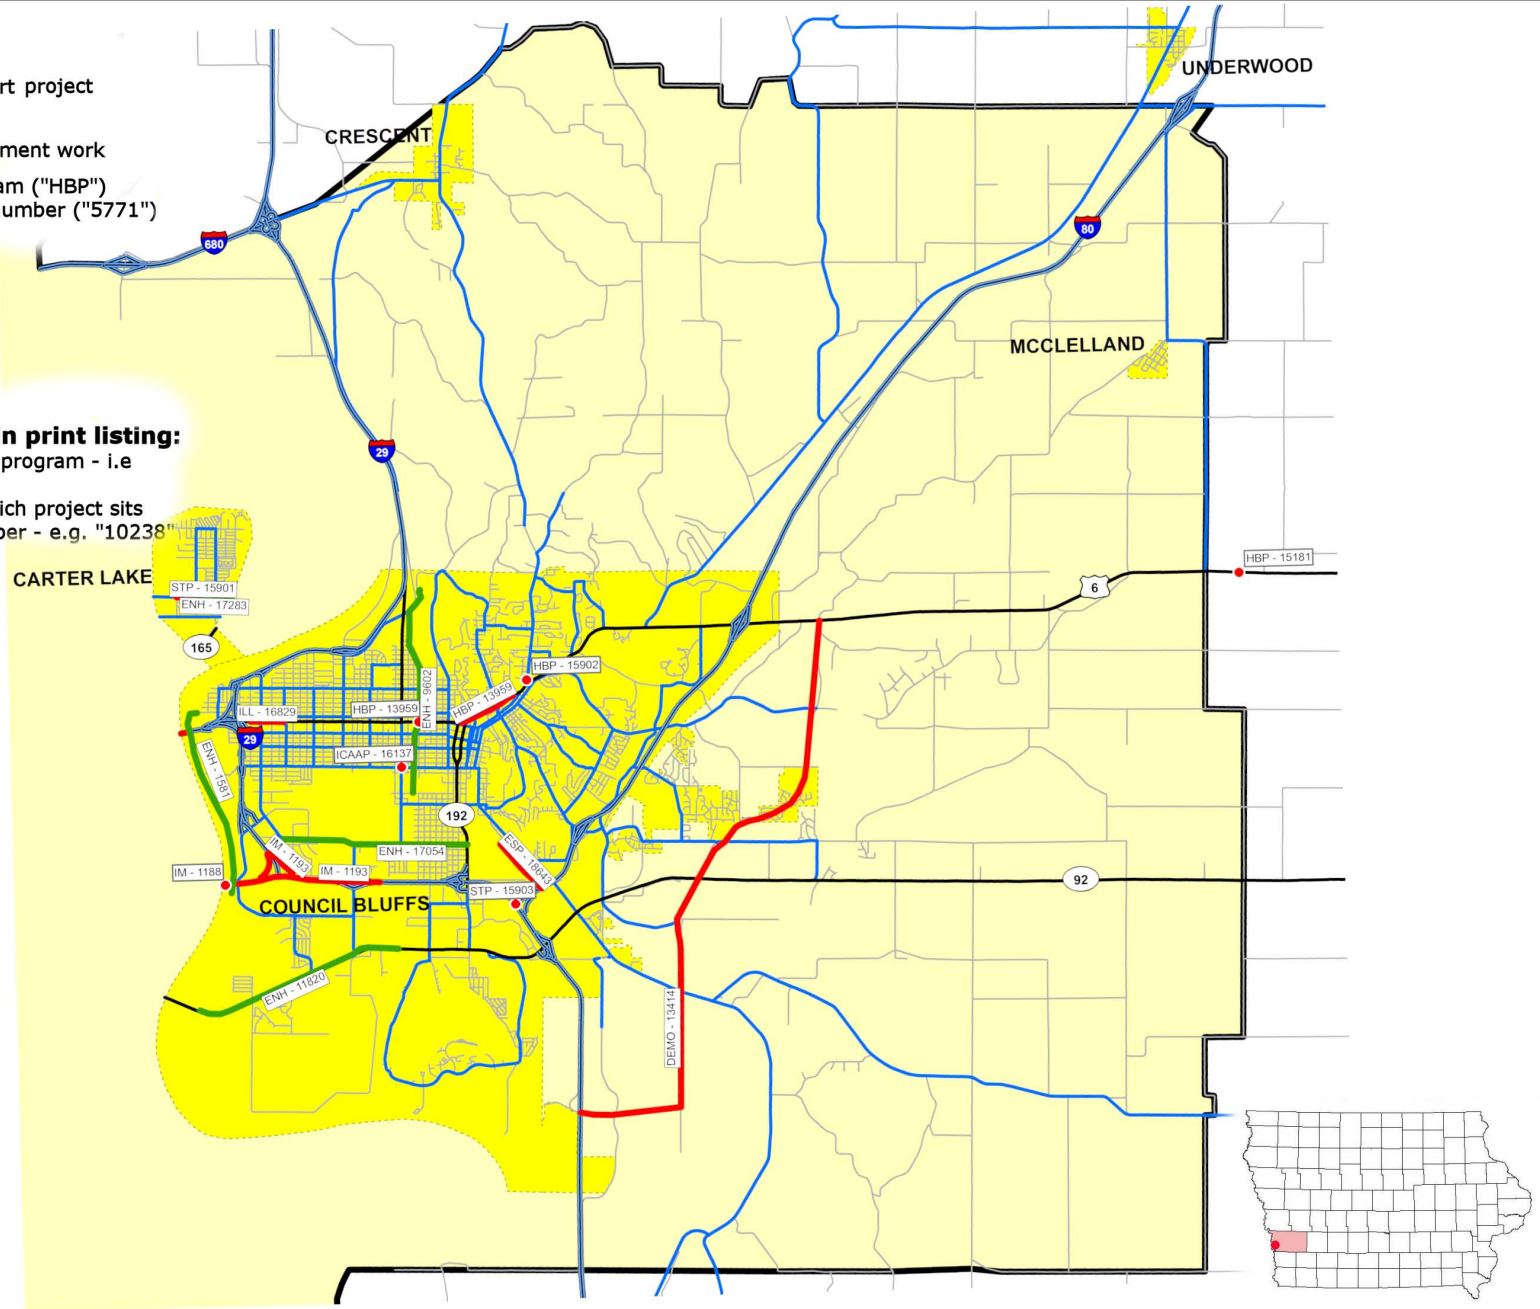 rt project
ment work
am ("HBP")
umber ("5771")
n print listing:
program - i.e
ich project sits
ber - e.g. "10238"
UNDERWOOD
CRESCENT
680
80
MCCLELLAND
29
CARTER LAKE
STP - 15901
ENH - 17283
165
HBP - 15181
6
HBP - 15902
ENH - 9602
HBP - 13959
HBP - 13959
ILL - 16829
29
ICAAP - 16137
ENH - 1581
192
ENH - 17054
ESP - 18643
IM - 1193
IM - 1193
IM - 1188
STP - 15903
92
COUNCIL BLUFFS
ENH - 11820
DEMO - 13414